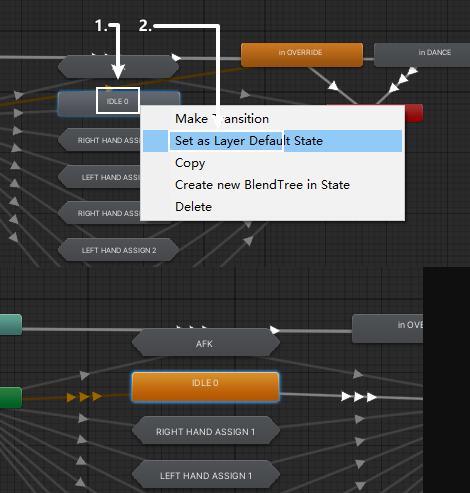 1. 2.
in OVERRIDE
in DANCE
IDLE 0
Make Transition
RIGHT HAND ASSI
Set as Layer Default State
Copy
LEFT HAND ASSI
Create new BlendTree in State
RIGHT HAND ASSI
Delete
LEFT HAND ASSIGN 2
in OVE
AFK
IDLE 0
RIGHT HAND ASSIGN 1
LEFT HAND ASSIGN 1